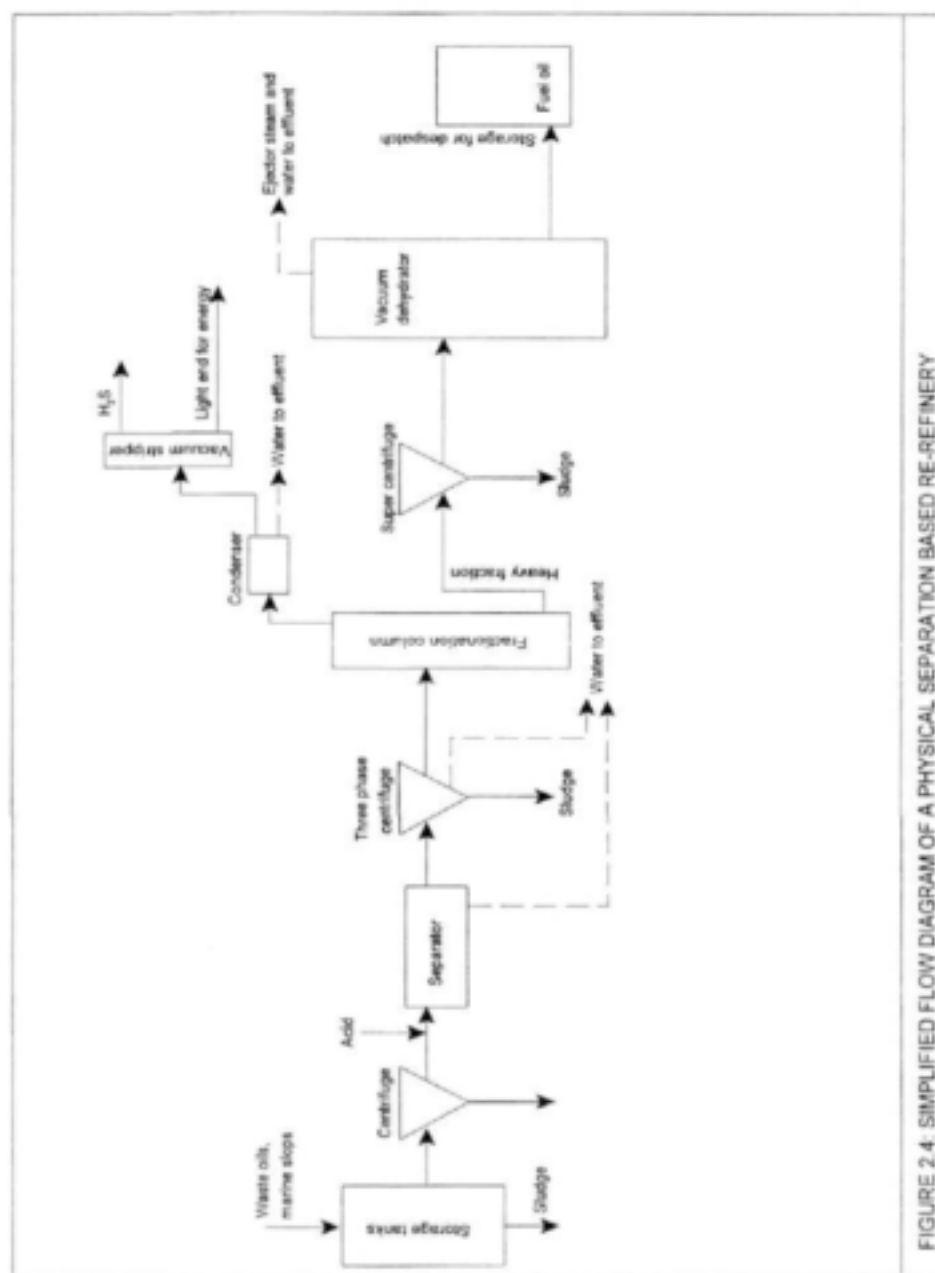 Waste oils,
marine slops
Storage tanks
Sludge
Centrifuge
Acid
Separator
Three phase
centrifuge
Sludge
Water to effluent
Fractionation column
Heavy fraction
Condenser
Water to effluent
Vacuum stripper
H₂S
Light end for energy
Super centrifuge
Sludge
Vacuum
dehydrator
Ejector steam and
water to effluent
Storage for despatch
Fuel oil
FIGURE 2.4: SIMPLIFIED FLOW DIAGRAM OF A PHYSICAL SEPARATION BASED RE-REFINERY